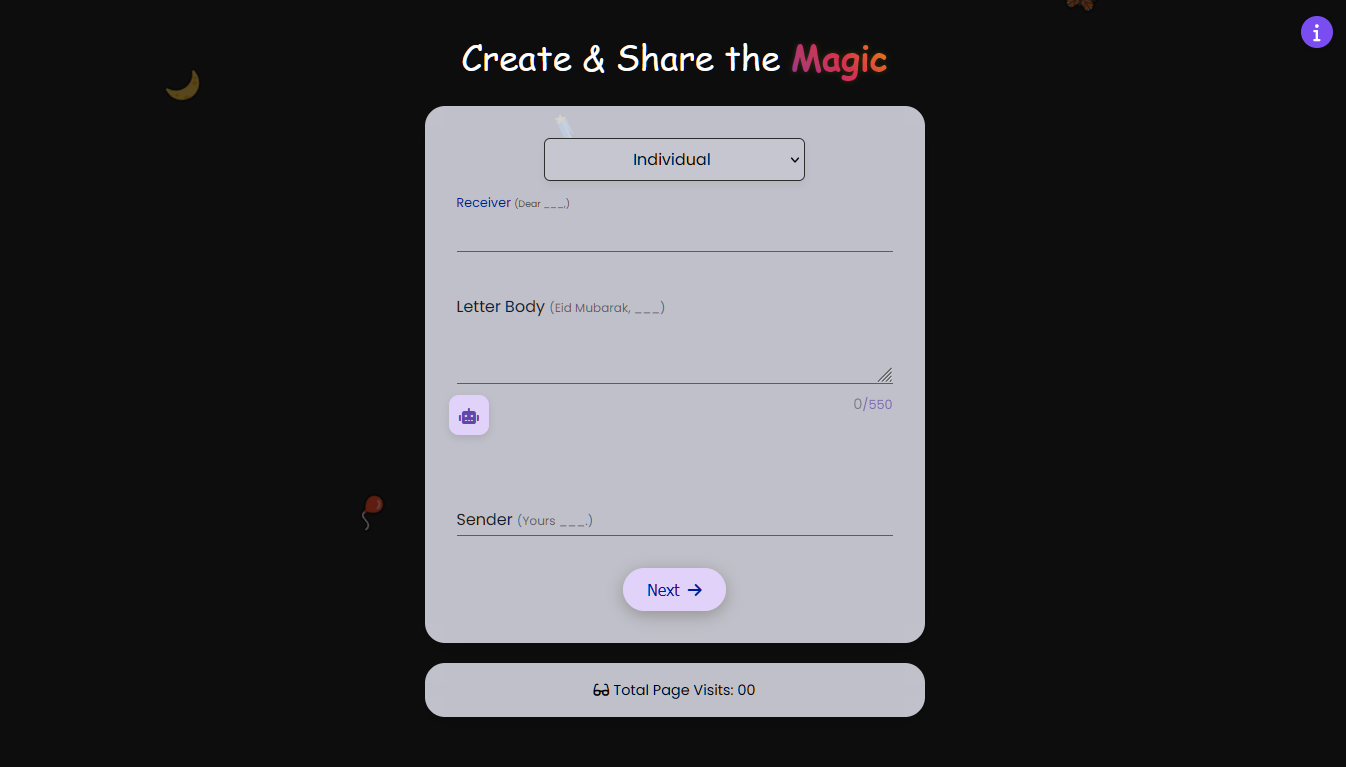 Create & Share the Magic
Individual
Receiver (Dear ___,)
Letter Body (Eid Mubarak, ___)
0/550
Sender (Yours ___.)
Next →
Total Page Visits: 00